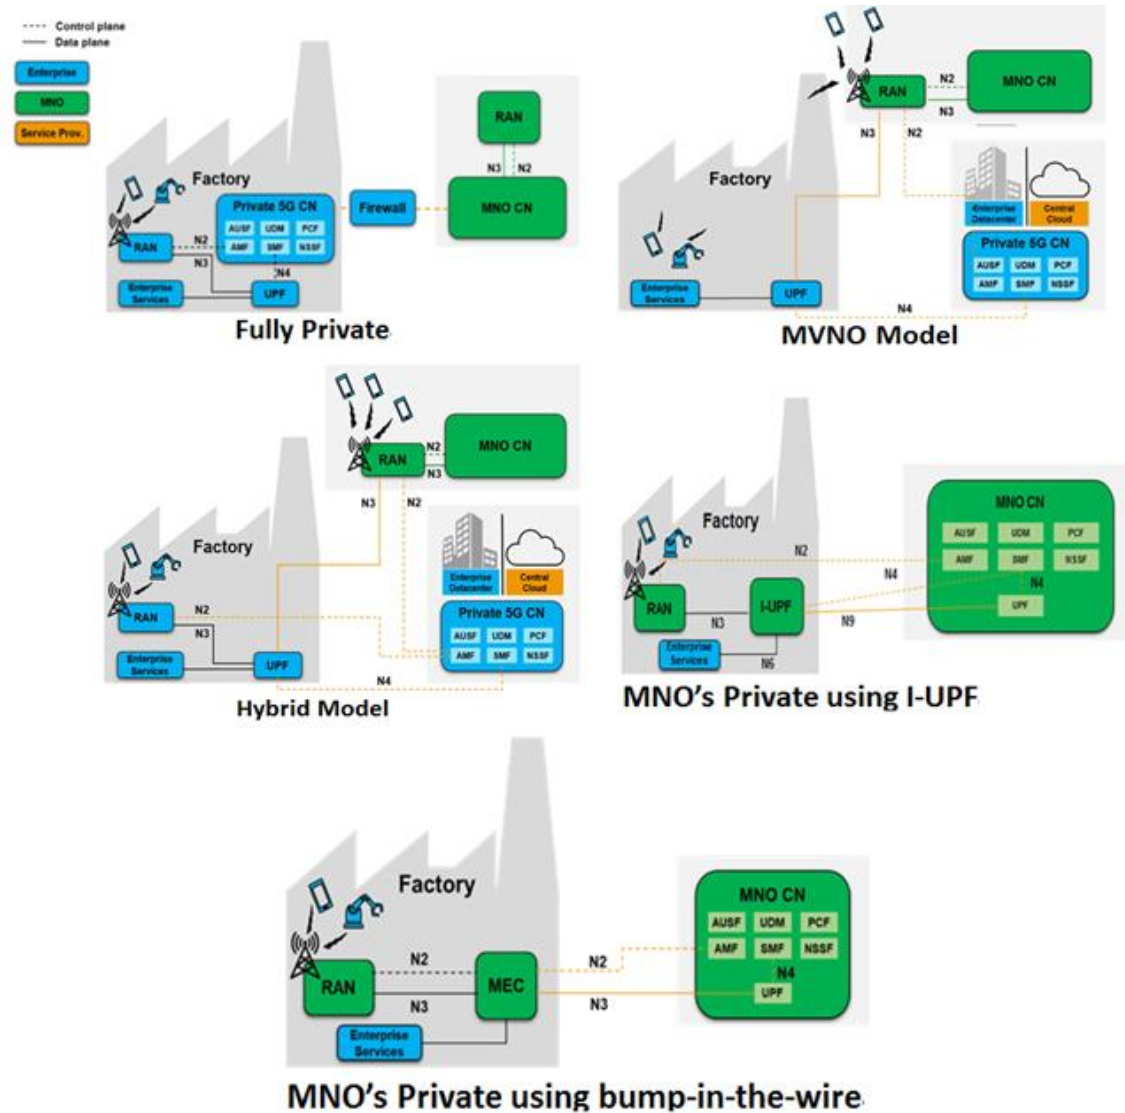 Control plane
Data plane
Enterprise
MNO
Service Prov.
Factory
RAN
N2
N3
Private 5G CN
AUSF UDM PCF
AMF SMF NSSF
N4
Enterprise
Services
UPF
Firewall
RAN
N3 N2
MNO CN
Fully Private
RAN
N2
N3
MNO CN
N3
N2
Factory
Enterprise
Datacenter
Central
Cloud
Private 5G CN
AUSF UDM PCF
AMF SMF NSSF
Enterprise
Services
UPF
N4
MVNO Model
RAN
N2
N3
MNO CN
N3
N2
Factory
Enterprise
Datacenter
Central
Cloud
RAN
N2
N3
Private 5G CN
AUSF UDM PCF
AMF SMF NSSF
Enterprise
Services
UPF
N4
Hybrid Model
Factory
MNO CN
AUSF UDM PCF
AMF SMF NSSF
N2
N4
N4
RAN
N3
I-UPF
N9
UPF
Enterprise
Services
N6
MNO's Private using I-UPF
Factory
MNO CN
AUSF UDM PCF
AMF SMF NSSF
N4
UPF
RAN
N2
N3
MEC
N2
N3
Enterprise
Services
MNO's Private using bump-in-the-wire